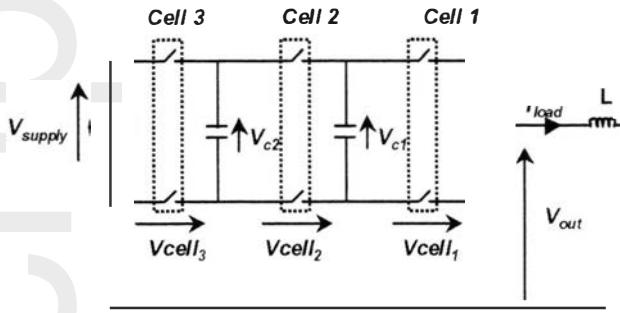 Cell 3 Cell 2 Cell 1
L
Iload
Vsupply
Vc2 Vc1
Vout
Vcell3 Vcell2 Vcell1